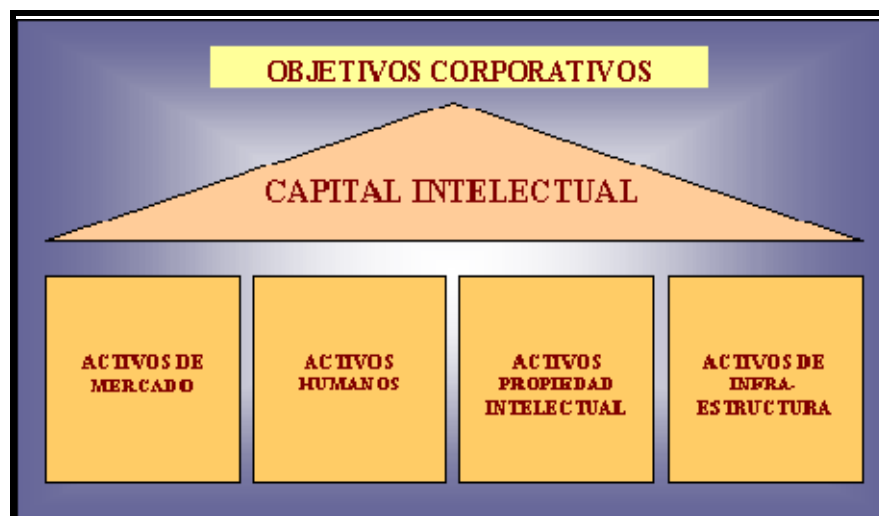 OBJETIVOS CORPORATIVOS
CAPITAL INTELECTUAL
ACTIVOS DE
MERCADO
ACTIVOS
HUMANOS
ACTIVOS
PROPIEDAD
INTELECTUAL
ACTIVOS DE
INFRA-
ESTRUCTURA